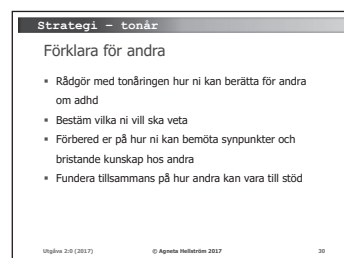 Strategi – tonår
Förklara för andra
▪ Rådgör med tonåringen hur ni kan berätta för andra
om adhd
▪ Bestäm vilka ni vill ska veta
▪ Förbered er på hur ni kan bemöta synpunkter och
bristande kunskap hos andra
▪ Fundera tillsammans på hur andra kan vara till stöd
Utgåva 2:0 (2017) © Agneta Hellström 2017 30